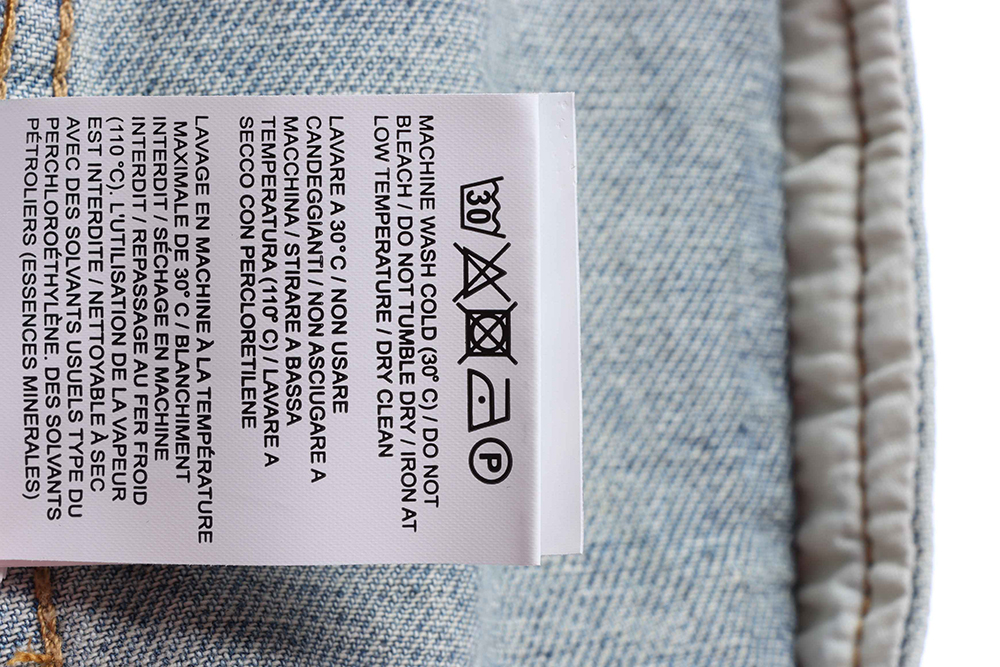 30
P
MACHINE WASH COLD (30° C) / DO NOT
BLEACH / DO NOT TUMBLE DRY / IRON AT
LOW TEMPERATURE / DRY CLEAN
LAVARE A 30°C / NON USARE
CANDEGGIANTI / NON ASCIUGARE A
MACCHINA / STIRARE A BASSA
TEMPERATURA (110° C) / LAVARE A
SECCO CON PERCLORETILENE
LAVAGE EN MACHINE À LA TEMPÉRATURE
MAXIMALE DE 30° C / BLANCHIMENT
INTERDIT / SÉCHAGE EN MACHINE
INTERDIT / REPASSAGE AU FER FROID
(110 °C). L'UTILISATION DE LA VAPEUR
EST INTERDITE / NETTOYABLE À SEC
AVEC DES SOLVANTS USUELS TYPE DU
PERCHLOROÉTHYLÈNE, DES SOLVANTS
PÉTROLIERS (ESSENCES MINERALES)